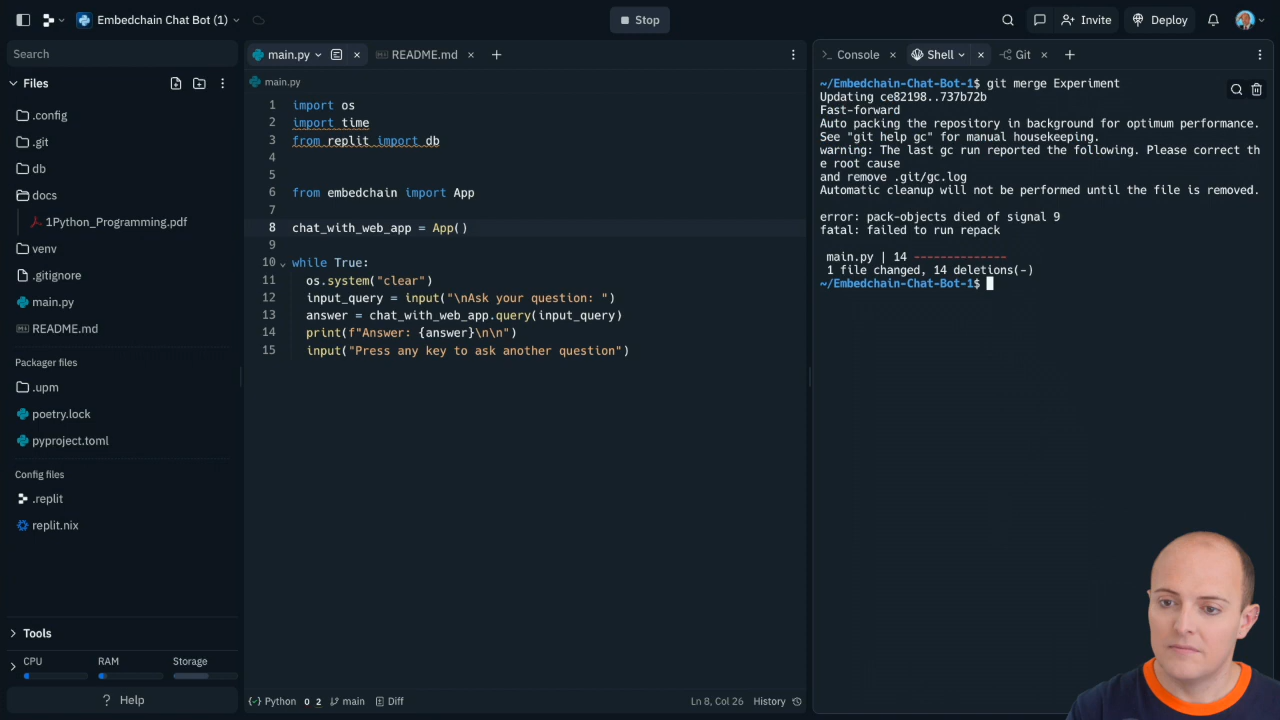 Embedchain Chat Bot (1)
Stop
Invite
Deploy
Search
Files
.config
.git
db
docs
1Python_Programming.pdf
venv
.gitignore
main.py
README.md
Packager files
.upm
poetry.lock
pyproject.toml
Config files
.replit
replit.nix
Tools
CPU
RAM
Storage
? Help
main.py
README.md
main.py
1 import os
2 import time
3 from replit import db
4
5
6 from embedchain import App
7
8 chat_with_web_app = App()
9
10 while True:
11 os.system("clear")
12 input_query = input("\nAsk your question: ")
13 answer = chat_with_web_app.query(input_query)
14 print(f"Answer: {answer}\n\n")
15 input("Press any key to ask another question")
Python 0 2 main Diff
Ln 8, Col 26 History
Console
Shell
Git
~/Embedchain-Chat-Bot-1$ git merge Experiment
Updating ce82198..737b72b
Fast-forward
Auto packing the repository in background for optimum performance.
See "git help gc" for manual housekeeping.
warning: The last gc run reported the following. Please correct th
e root cause
and remove .git/gc.log
Automatic cleanup will not be performed until the file is removed.
error: pack-objects died of signal 9
fatal: failed to run repack
main.py | 14 --------------
1 file changed, 14 deletions(-)
~/Embedchain-Chat-Bot-1$